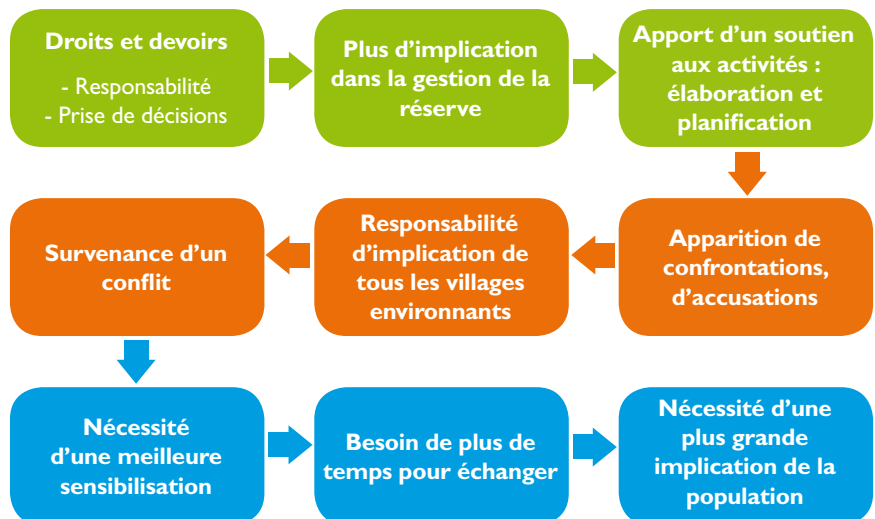 Droits et devoirs
- Responsabilité
- Prise de décisions
Plus d'implication
dans la gestion de la
réserve
Apport d'un soutien
aux activités :
élaboration et
planification
Apparition de
confrontations,
d'accusations
Responsabilité
d'implication de
tous les villages
environnants
Survenance d'un
conflit
Nécessité
d'une meilleure
sensibilisation
Besoin de plus de
temps pour échanger
Nécessité d'une
plus grande
implication de la
population